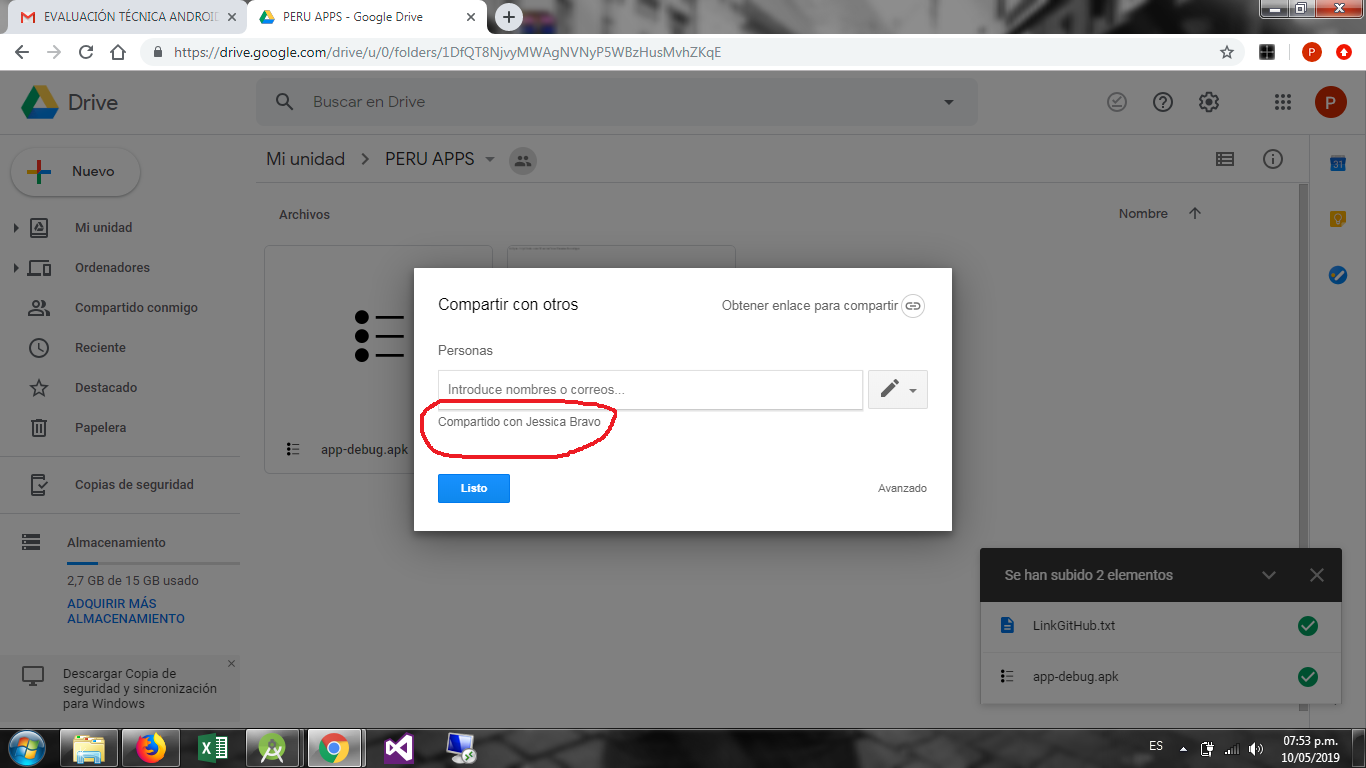 EVALUACIÓN TÉCNICA ANDROID
PERU APPS - Google Drive
https://drive.google.com/drive/u/0/folders/1DfQT8NjvyMWAgNVNyP5WBzHusMvhZKqE
P
Drive
Buscar en Drive
P
Nuevo
Mi unidad
PERU APPS
31
Mi unidad
Ordenadores
Compartido conmigo
Reciente
Destacado
Papelera
Copias de seguridad
Almacenamiento
2,7 GB de 15 GB usado
ADQUIRIR MÁS
ALMACENAMIENTO
Descargar Copia de
seguridad y sincronización
para Windows
Archivos
Nombre
app-debug.apk
Compartir con otros
Obtener enlace para compartir
Personas
Introduce nombres o correos...
Compartido con Jessica Bravo
Listo
Avanzado
Se han subido 2 elementos
LinkGitHub.txt
app-debug.apk
ES
07:53 p.m.
10/05/2019